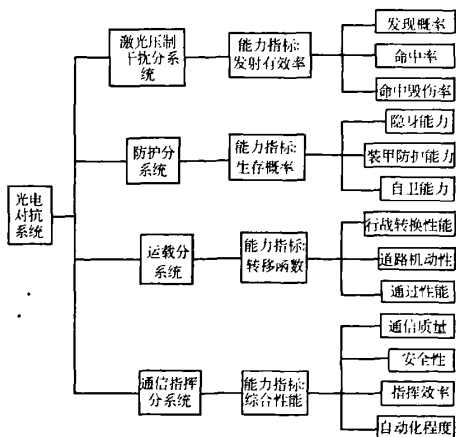 光电
对抗
系统
激光压制
干扰分系
统
能力指标:
发射有效率
发现概率
命中率
命中毁伤率
防护分
系统
能力指标:
生存概率
隐身能力
装甲防护能力
自卫能力
运载分
系统
能力指标:
转移函数
行战转换性能
道路机动性
通过性能
通信指挥
分系统
能力指标:
综合性能
通信质量
安全性
指挥效率
自动化程度